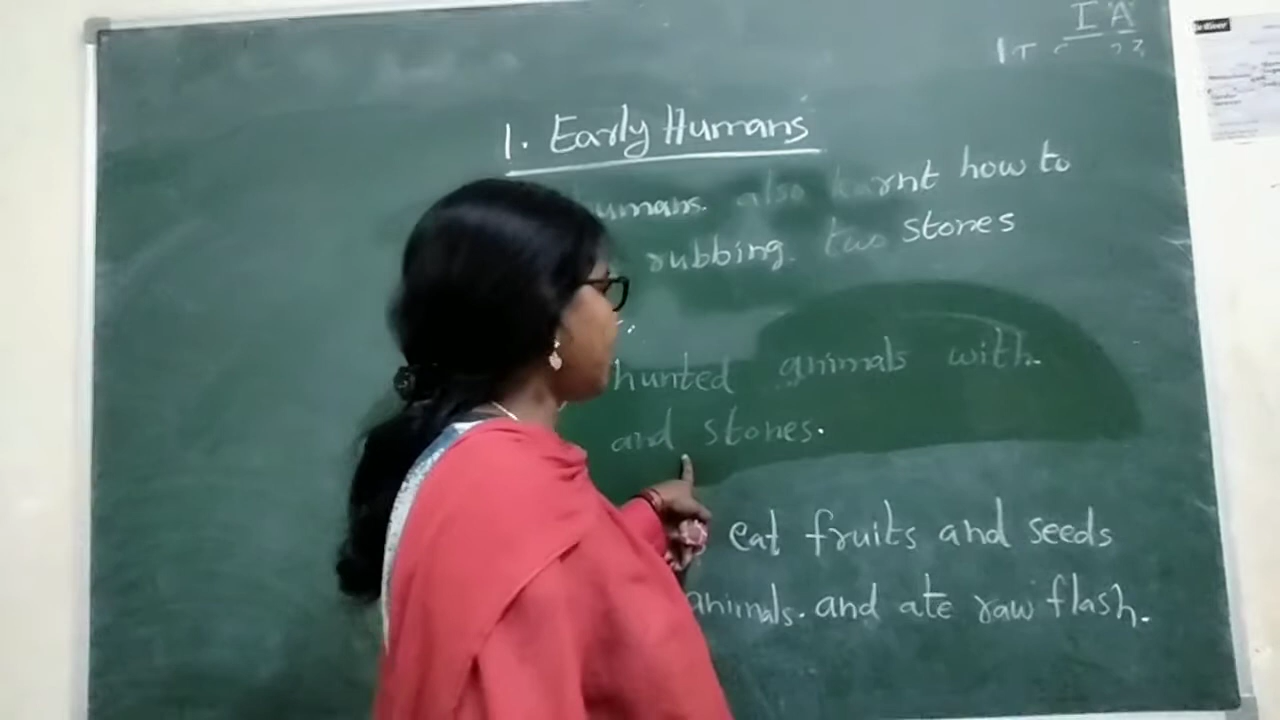 I A
1. Early Humans
umans. also learnt how to
rubbing. two stones
hunted animals with
and stones.
eat fruits and seeds
animals. and ate raw flash.